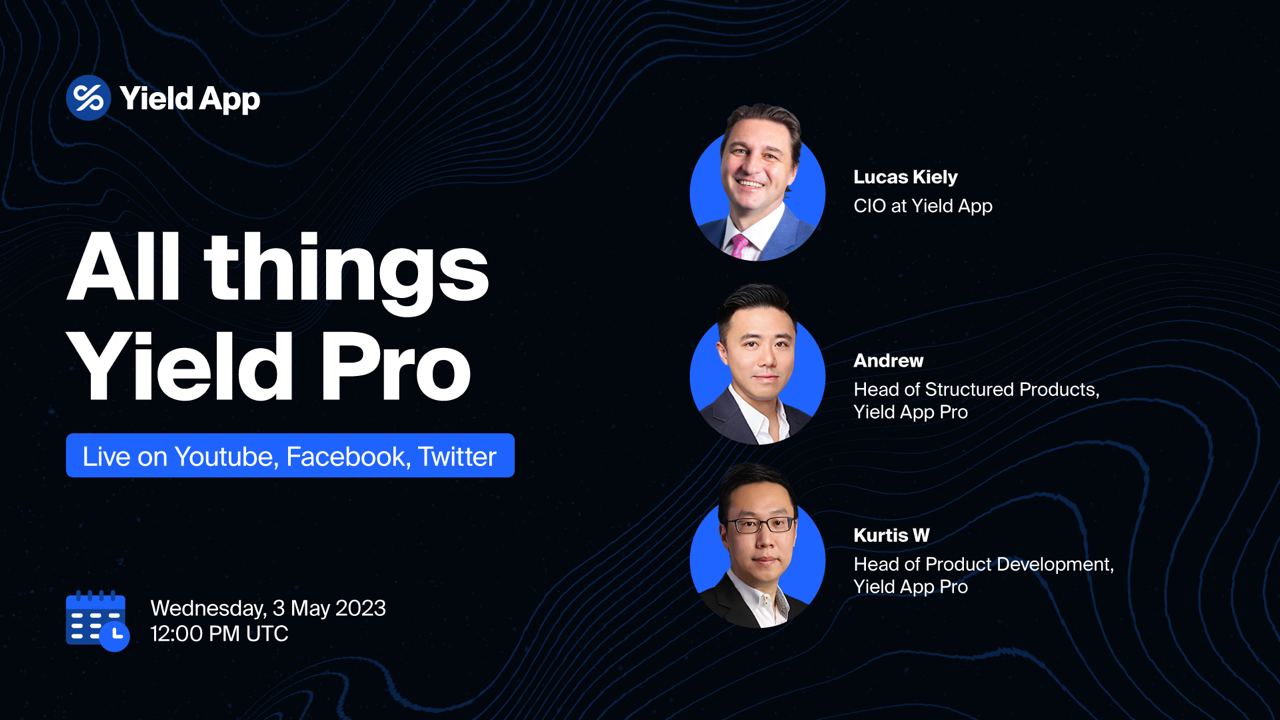 Yield App
All things
Yield Pro
Live on Youtube, Facebook, Twitter
Wednesday, 3 May 2023
12:00 PM UTC
Lucas Kiely
CIO at Yield App
Andrew
Head of Structured Products,
Yield App Pro
Kurtis W
Head of Product Development,
Yield App Pro